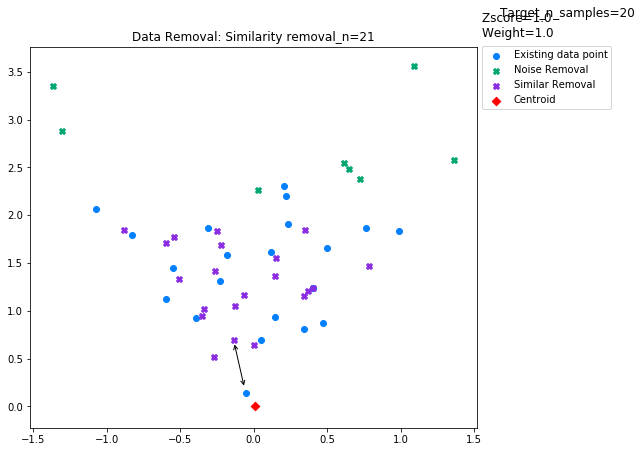 Target_n_samples=20
Zscore=1.0
Weight=1.0
Data Removal: Similarity removal_n=21
Existing data point
Noise Removal
Similar Removal
Centroid
3.5
3.0
2.5
2.0
1.5
1.0
0.5
0.0
−1.5 −1.0 −0.5 0.0 0.5 1.0 1.5